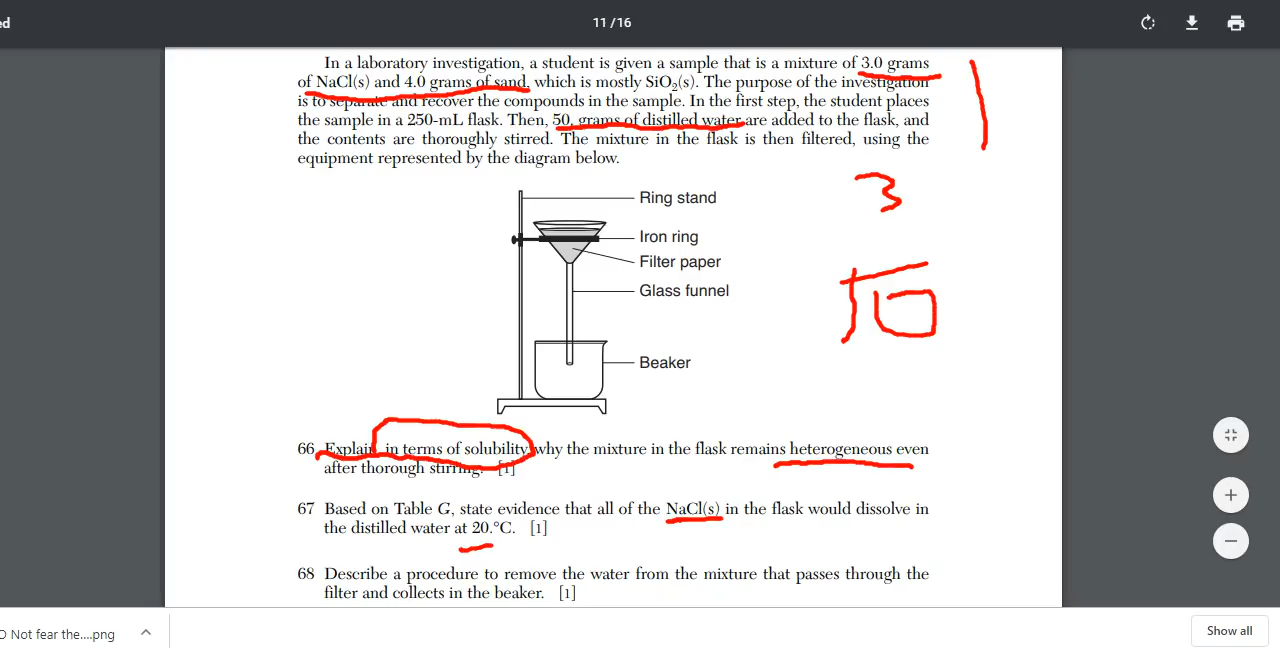 ed
11 / 16
In a laboratory investigation, a student is given a sample that is a mixture of 3.0 grams
of NaCl(s) and 4.0 grams of sand, which is mostly SiO₂(s). The purpose of the investigation
is to separate and recover the compounds in the sample. In the first step, the student places
the sample in a 250-mL flask. Then, 50. grams of distilled water are added to the flask, and
the contents are thoroughly stirred. The mixture in the flask is then filtered, using the
equipment represented by the diagram below.
3
50
Ring stand
Iron ring
Filter paper
Glass funnel
Beaker
66 Explain, in terms of solubility, why the mixture in the flask remains heterogeneous even
after thorough stirring. [1]
67 Based on Table G, state evidence that all of the NaCl(s) in the flask would dissolve in
the distilled water at 20.°C. [1]
68 Describe a procedure to remove the water from the mixture that passes through the
filter and collects in the beaker. [1]
O Not fear the....png
Show all